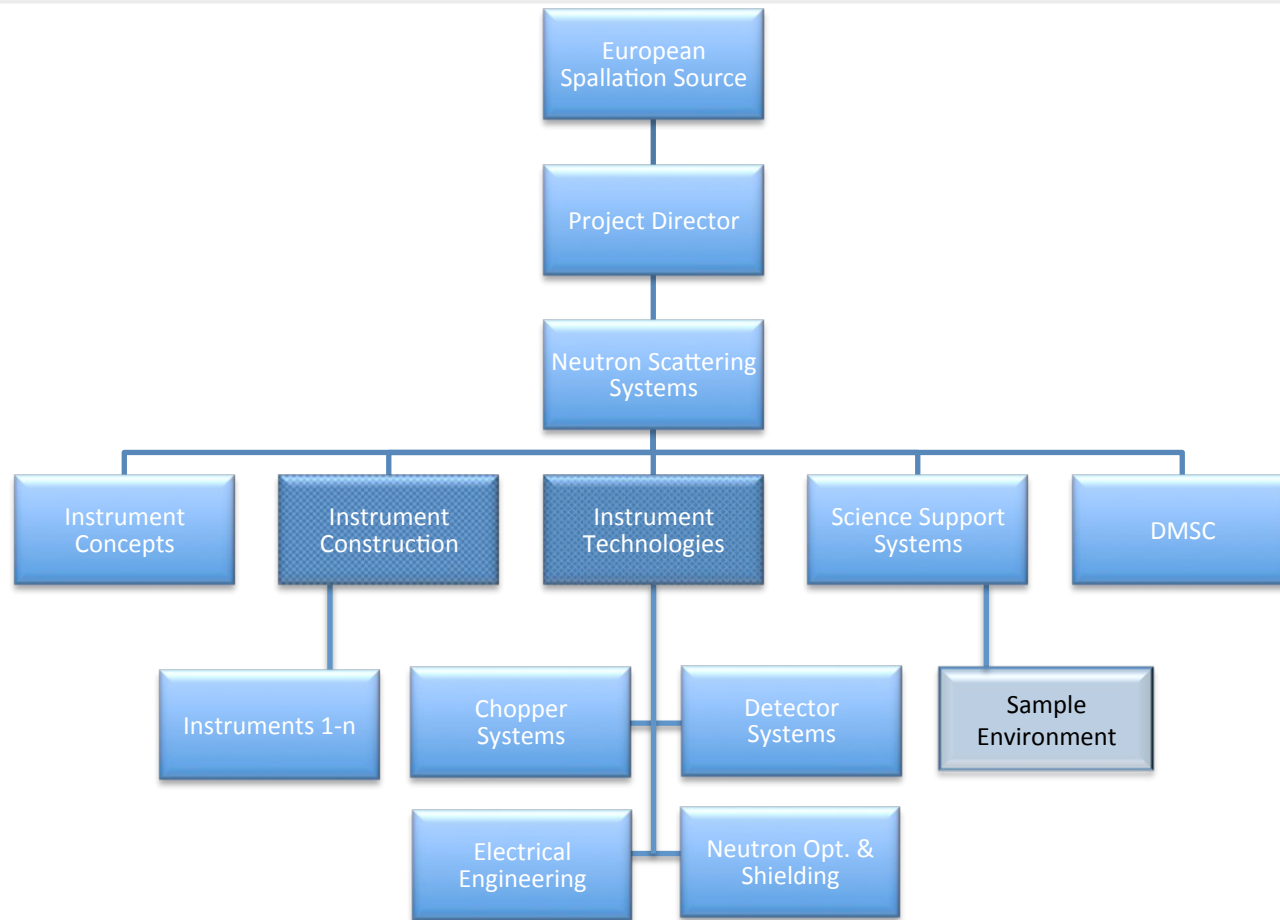 European
Spallation Source
Project Director
Neutron Scattering
Systems
Instrument
Concepts
Instrument
Construction
Instrument
Technologies
Science Support
Systems
DMSC
Instruments 1-n
Chopper
Systems
Detector
Systems
Sample
Environment
Electrical
Engineering
Neutron Opt. &
Shielding